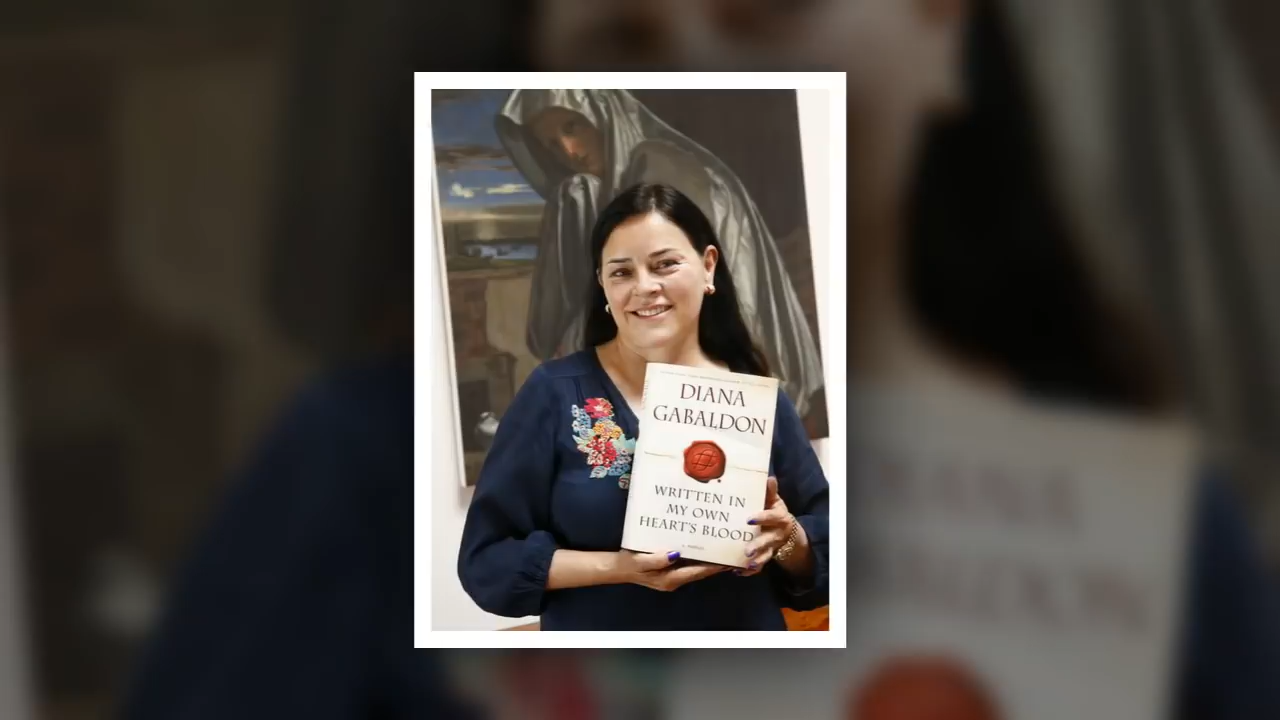 DIANA
GABALDON
WRITTEN IN
MY OWN
HEART'S BLOOD